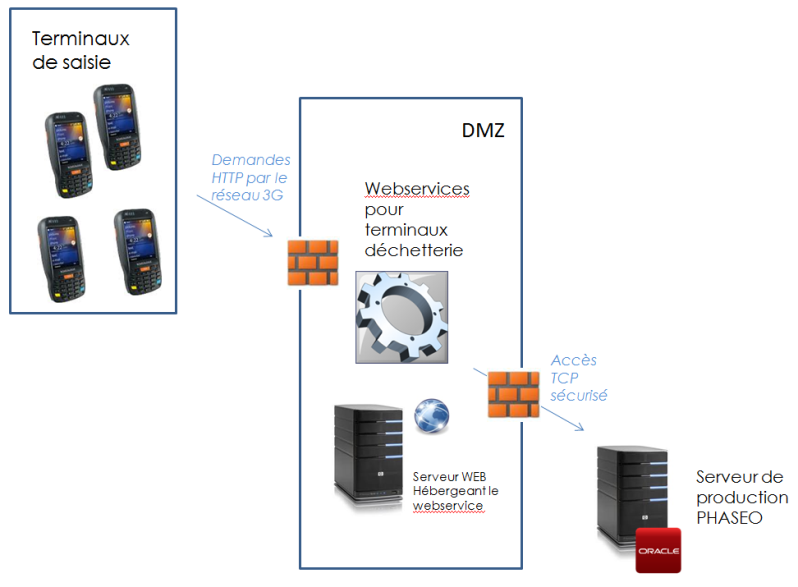 Terminaux
de saisie
DMZ
Demandes
HTTP par le
réseau 3G
Webservices
pour
terminaux
déchetterie
Accès
TCP
sécurisé
Serveur WEB
Hébergeant le
webservice
Serveur de
production
PHASEO
ORACLE